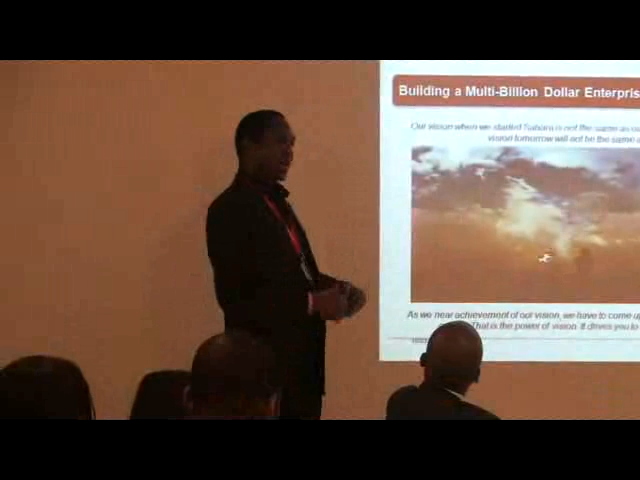 Building a Multi-Billion Dollar Enterpris
Our vision when we started Sahara is not the same as ou
vision tomorrow will not be the same a
As we near achievement of our vision, we have to come up
That is the power of vision. It drives you to